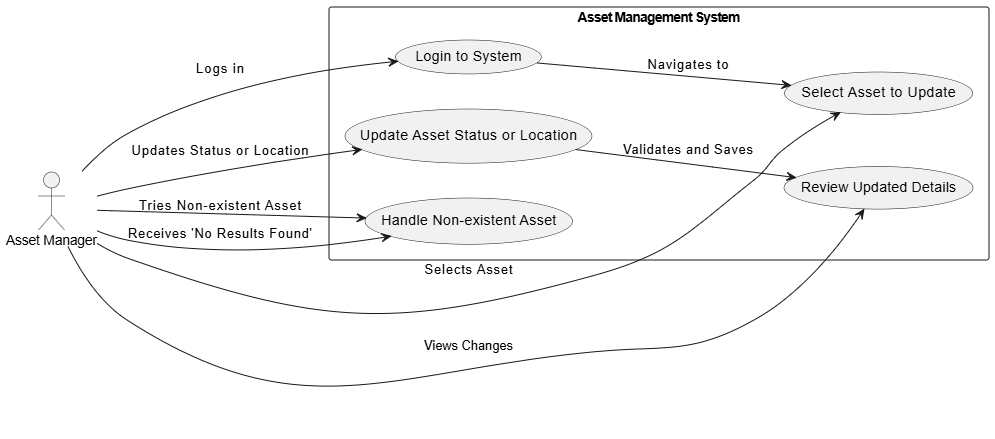 Asset Management System
Login to System
Logs in
Navigates to
Select Asset to Update
Update Asset Status or Location
Updates Status or Location
Validates and Saves
Review Updated Details
Tries Non-existent Asset
Handle Non-existent Asset
Receives 'No Results Found'
Asset Manager
Selects Asset
Views Changes